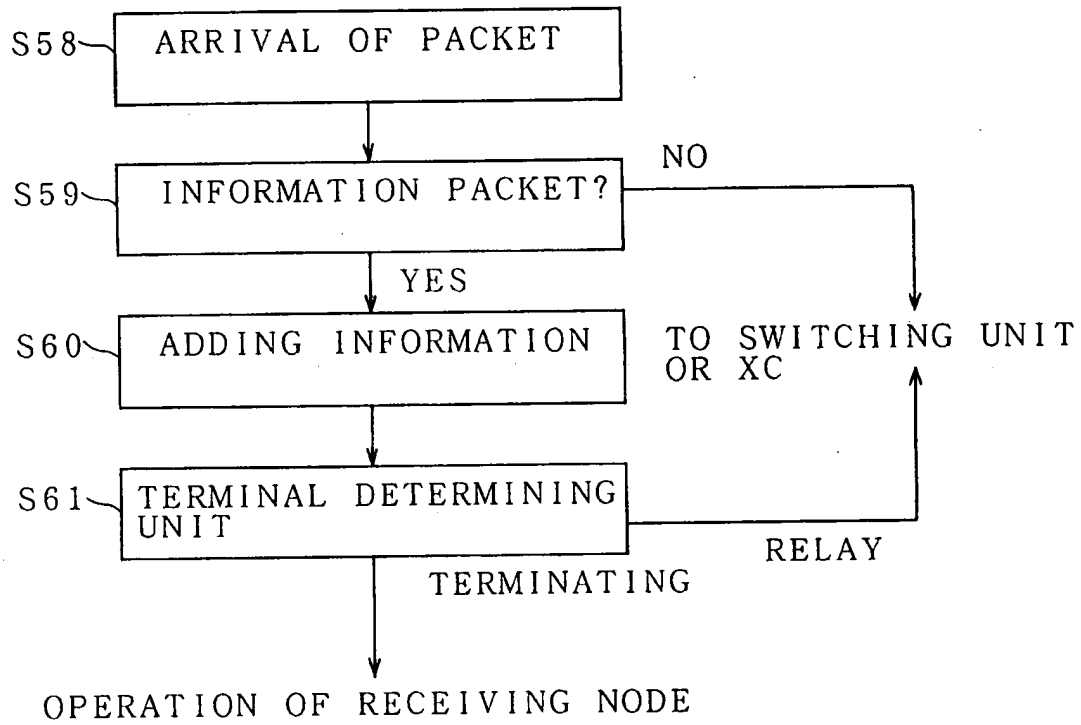 S58
ARRIVAL OF PACKET
NO
S59
INFORMATION PACKET?
YES
S60
ADDING INFORMATION
TO SWITCHING UNIT
OR XC
S61
TERMINAL DETERMINING
UNIT
RELAY
TERMINATING
OPERATION OF RECEIVING NODE